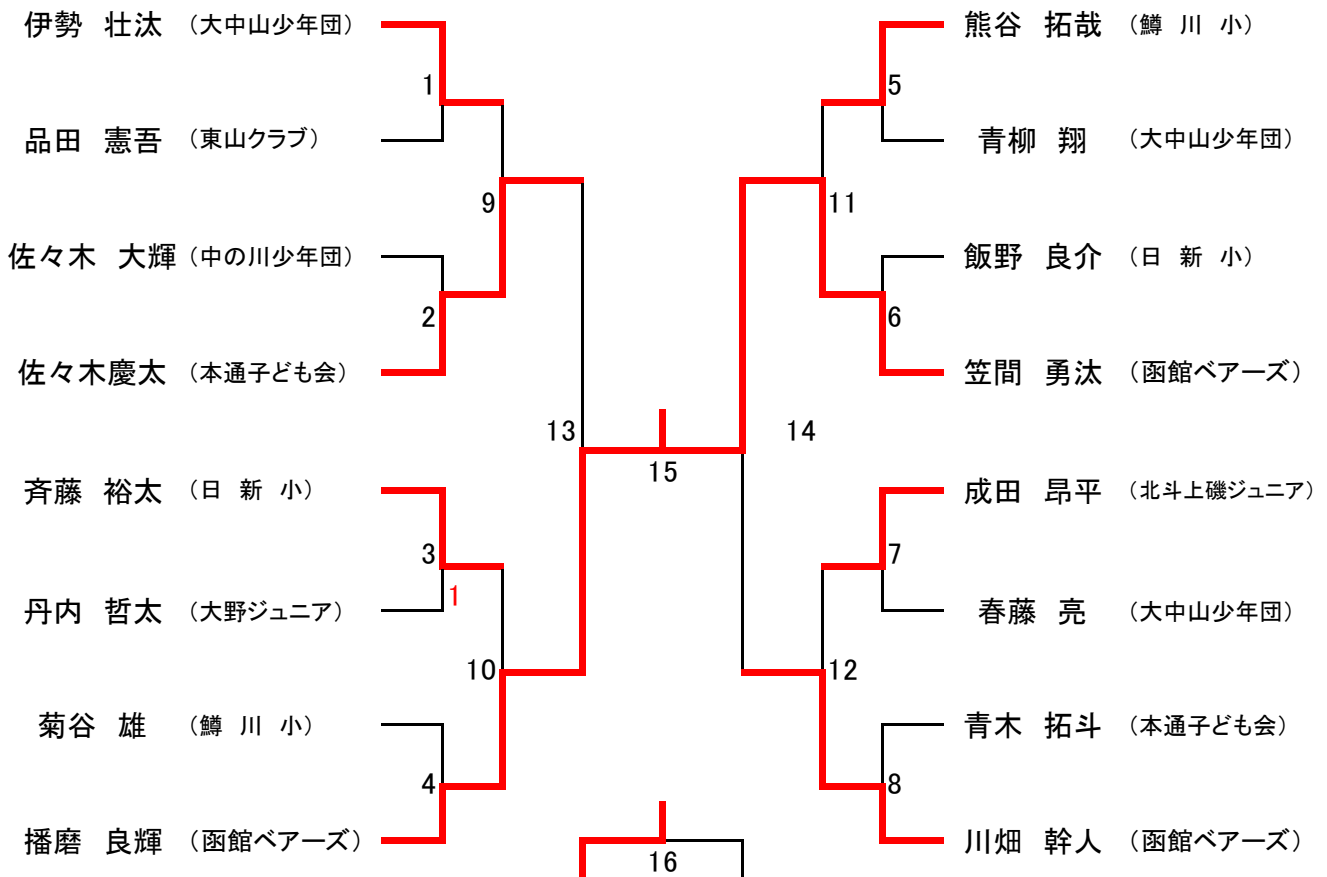 伊勢 壮汰 (大中山少年団)
1
品田 憲吾 (東山クラブ)
9
佐々木 大輝 (中の川少年団)
2
佐々木慶太 (本通子ども会)
13
斉藤 裕太 (日 新 小)
3
1
丹内 哲太 (大野ジュニア)
10
菊谷 雄 (鱒 川 小)
4
播磨 良輝 (函館ベアーズ)
15
16
熊谷 拓哉 (鱒 川 小)
5
青柳 翔 (大中山少年団)
11
飯野 良介 (日 新 小)
6
笠間 勇汰 (函館ベアーズ)
14
成田 昂平 (北斗上磯ジュニア)
7
春藤 亮 (大中山少年団)
12
青木 拓斗 (本通子ども会)
8
川畑 幹人 (函館ベアーズ)